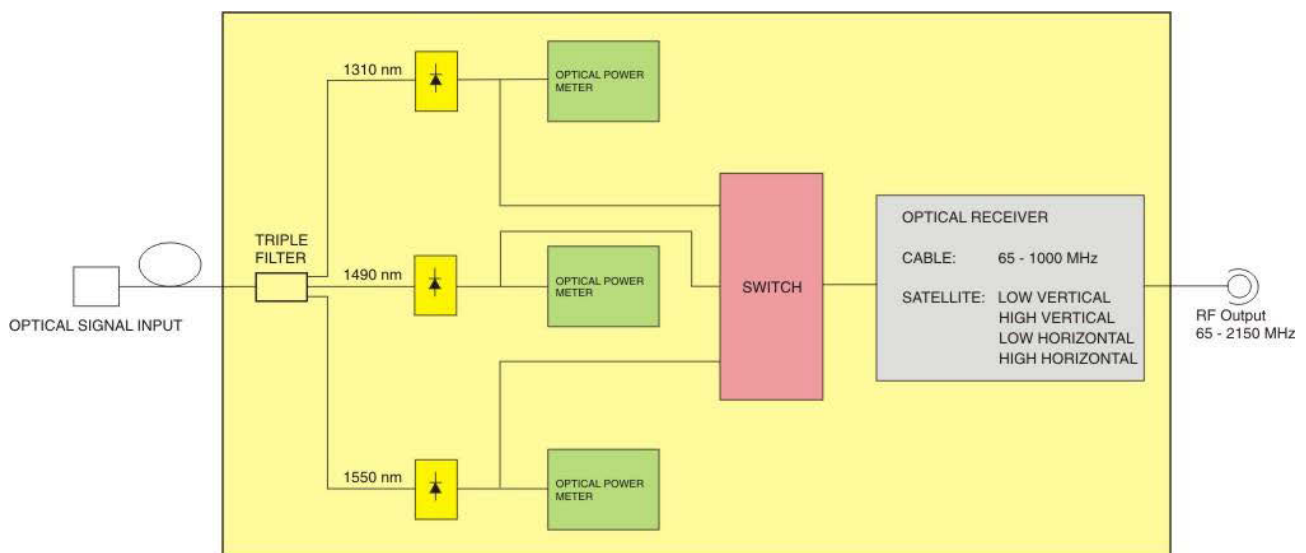 1310 nm
OPTICAL POWER
METER
TRIPLE
FILTER
1490 nm
OPTICAL POWER
METER
OPTICAL SIGNAL INPUT
SWITCH
OPTICAL RECEIVER
CABLE: 65 - 1000 MHz
SATELLITE: LOW VERTICAL
HIGH VERTICAL
LOW HORIZONTAL
HIGH HORIZONTAL
RF Output
65 - 2150 MHz
1550 nm
OPTICAL POWER
METER